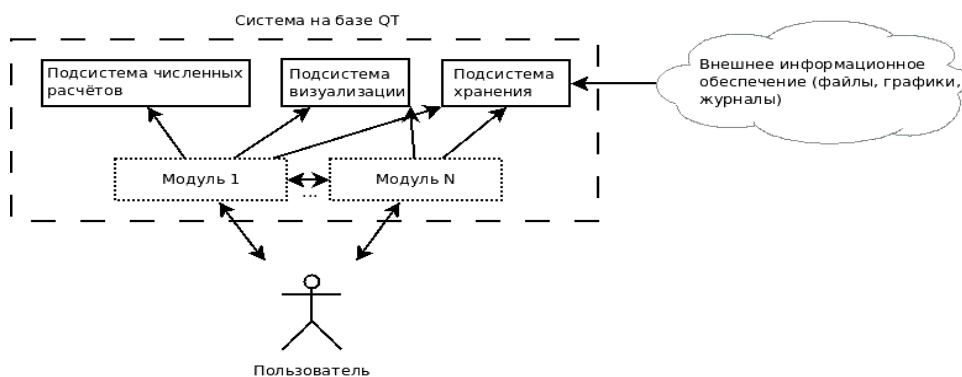 Система на базе QT
Подсистема численных
расчётов
Подсистема
визуализации
Подсистема
хранения
Внешнее информационное
обеспечение (файлы, графики,
журналы)
Модуль 1
...
Модуль N
Пользователь